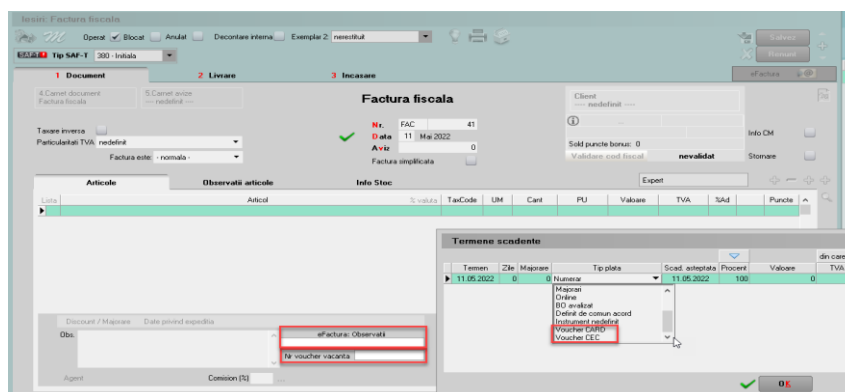 Iesiri: Factura fiscala
Operat Blocat Anulat Decontare interna Exemplar 2: nerestituit
Salvez
Renunt
Tip SAF-T 380 - Initiala
1 Document 2 Livrare 3 Incasare eFactura
4.Carnet document 5.Carnet avize
Factura fiscala ---- nedefinit ----
Factura fiscala
Client
---- nedefinit ----
Nr. FAC 41
Data 11 Mai 2022
Aviz 0
Factura simplificata
Taxare inversa
Particularitati TVA nedefinit
Factura este: - normala -
Sold puncte bonus: 0
Validare cod fiscal nevalidat
Info CM
Stornare
Expert
Articole Observatii articole Info Stoc
Lista Articol % valuta TaxCode UM Cant PU Valoare TVA %Ad Puncte
Termene scadente
din care
Termen Zile Majorare Tip plata Scad. asteptata Procent Valoare TVA
11.05.2022 0 0 Numerar 11.05.2022 100 0
Majorari
Online
BO avalizat
Definit de comun acord
Instrument nedefinit
Voucher CARD
Voucher CEC
Discount / Majorare Date privind expeditia
Obs. eFactura: Observatii
Nr voucher vacanta
Agent Comision (%) ...
OK